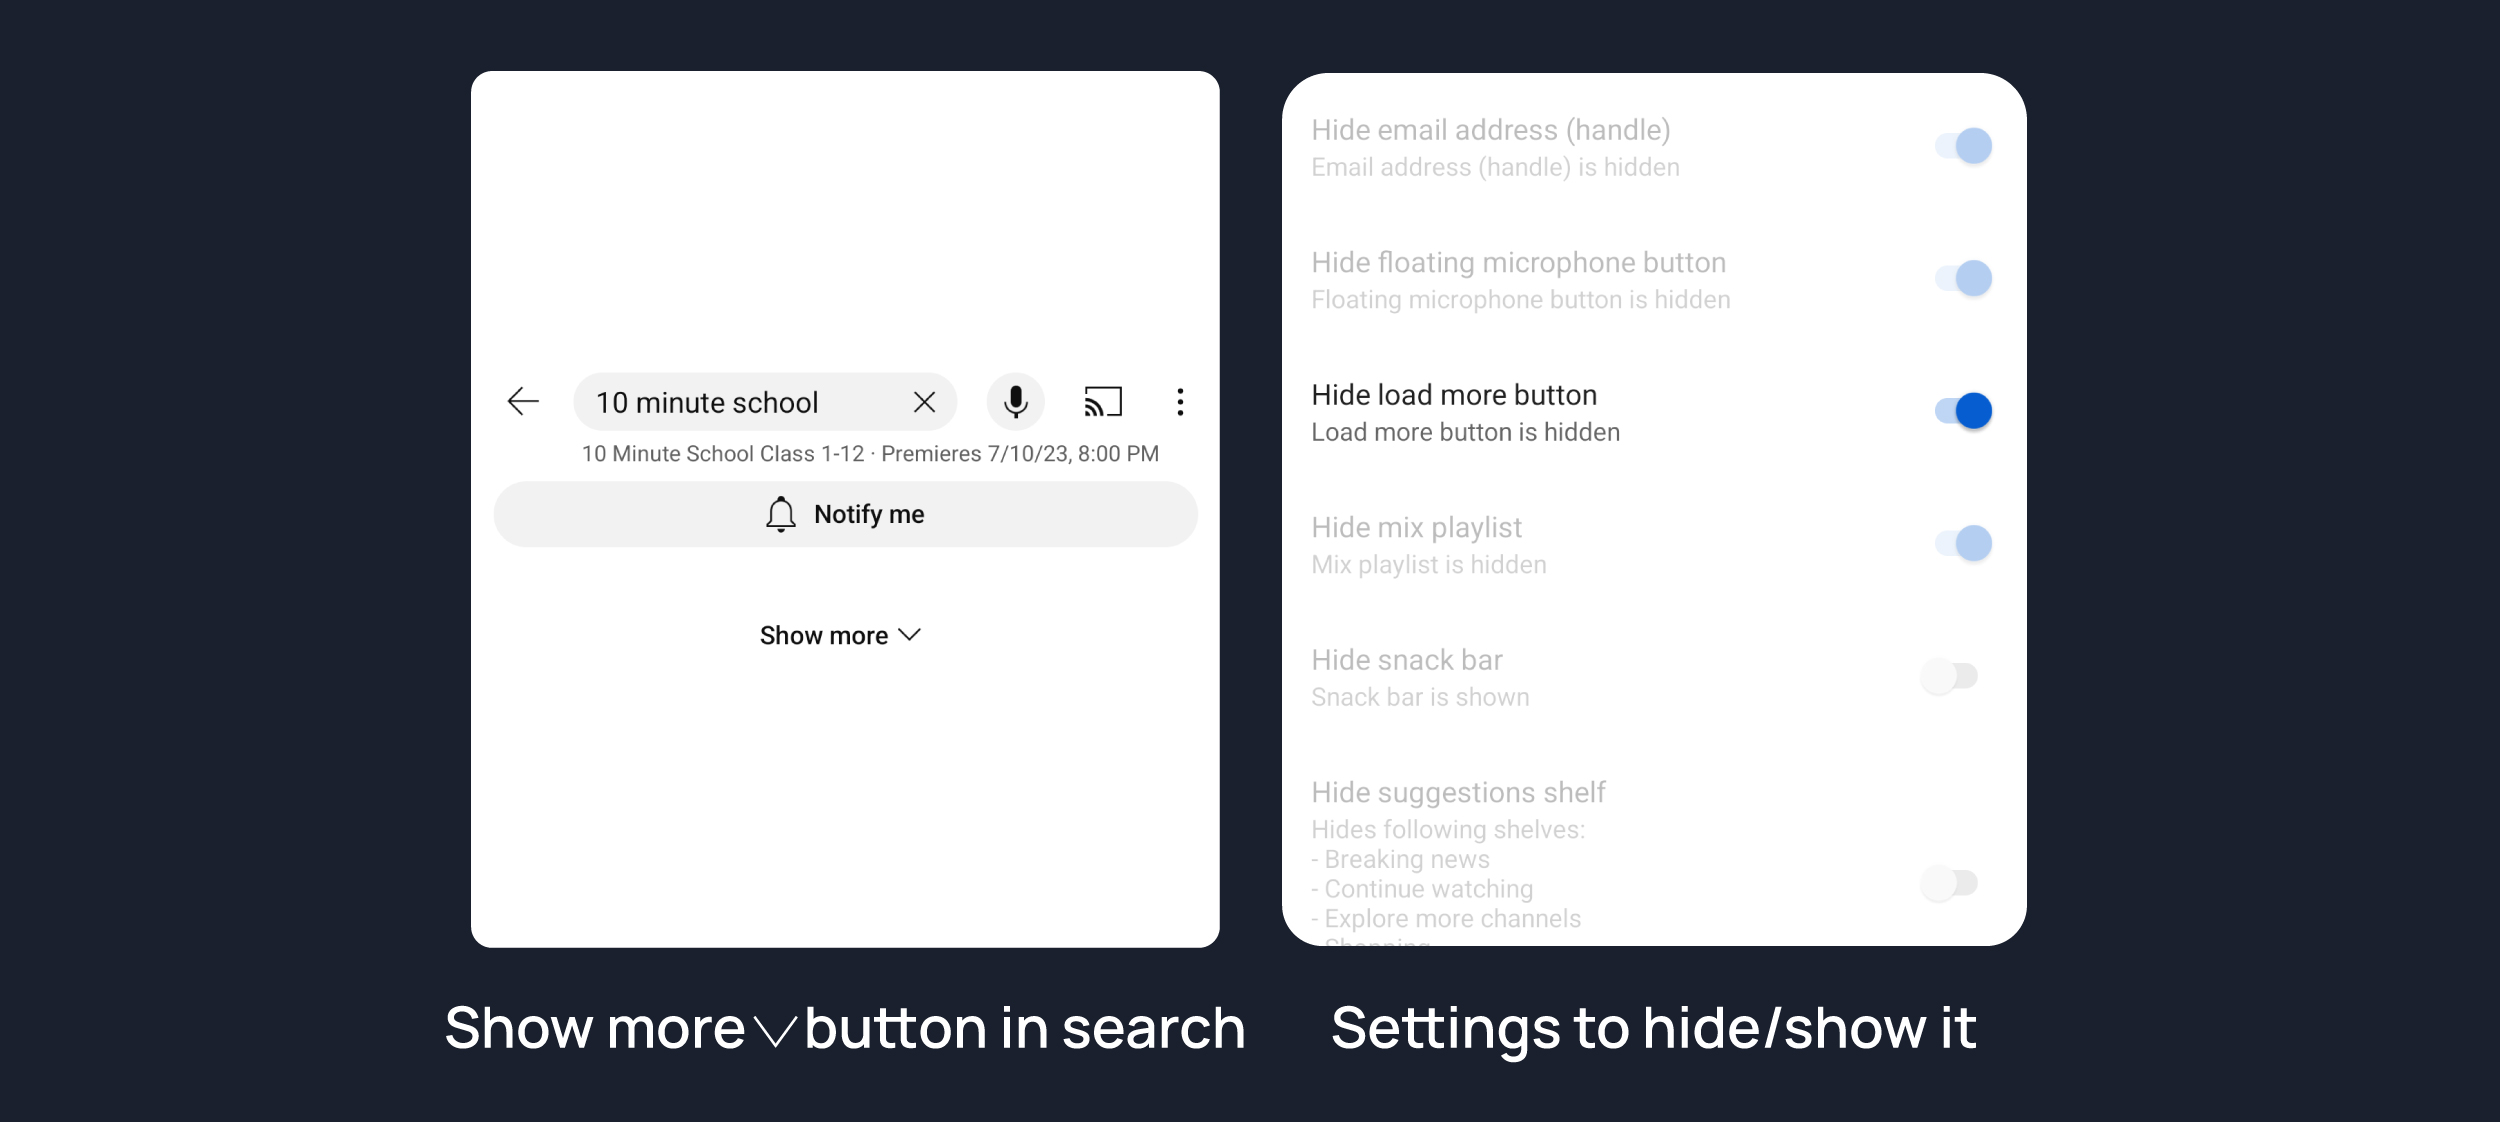 10 minute school
10 Minute School Class 1-12 · Premieres 7/10/23, 8:00 PM
Notify me
Show more
Hide email address (handle)
Email address (handle) is hidden
Hide floating microphone button
Floating microphone button is hidden
Hide load more button
Load more button is hidden
Hide mix playlist
Mix playlist is hidden
Hide snack bar
Snack bar is shown
Hide suggestions shelf
Hides following shelves:
- Breaking news
- Continue watching
- Explore more channels
Show more button in search
Settings to hide/show it